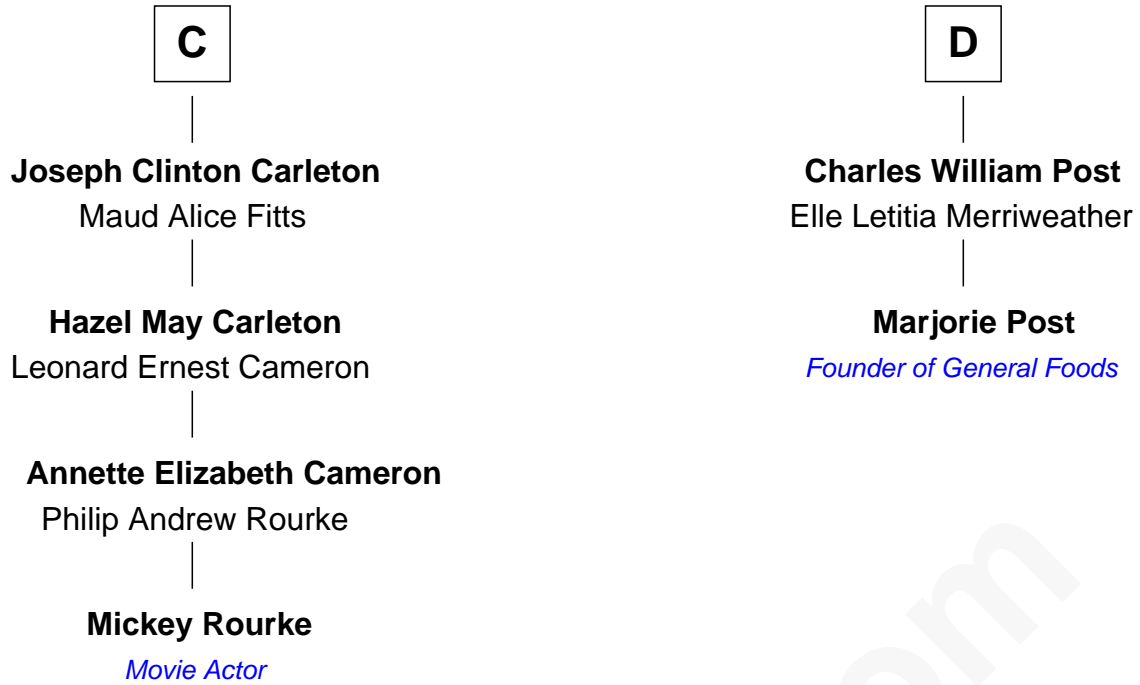 C
Joseph Clinton Carleton
Maud Alice Fitts
Hazel May Carleton
Leonard Ernest Cameron
Annette Elizabeth Cameron
Philip Andrew Rourke
Mickey Rourke
Movie Actor
D
Charles William Post
Elle Letitia Merriweather
Marjorie Post
Founder of General Foods
om